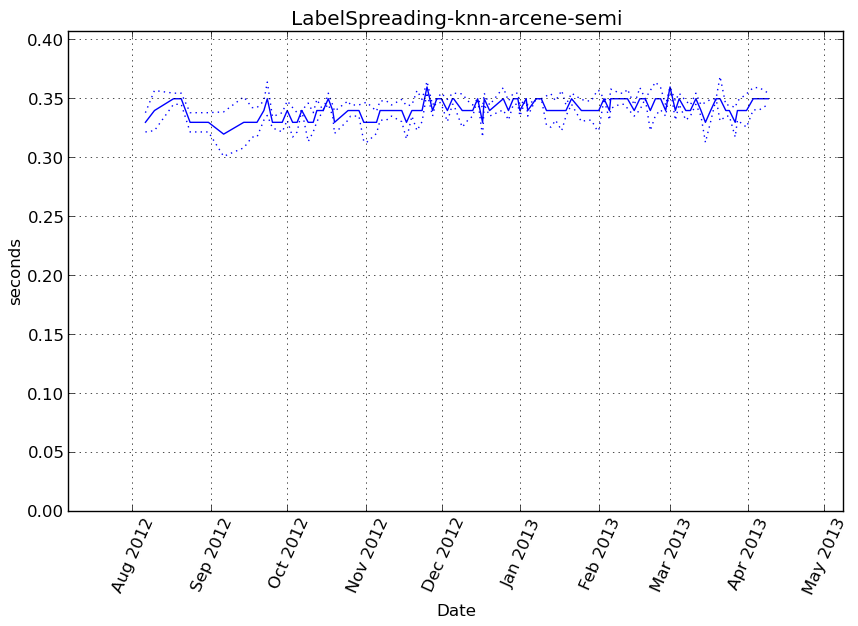 LabelSpreading-knn-arcene-semi
0.40
0.35
0.30
0.25
0.20
0.15
0.10
0.05
0.00
seconds
Aug 2012
Sep 2012
Oct 2012
Nov 2012
Dec 2012
Jan 2013
Feb 2013
Mar 2013
Apr 2013
May 2013
Date